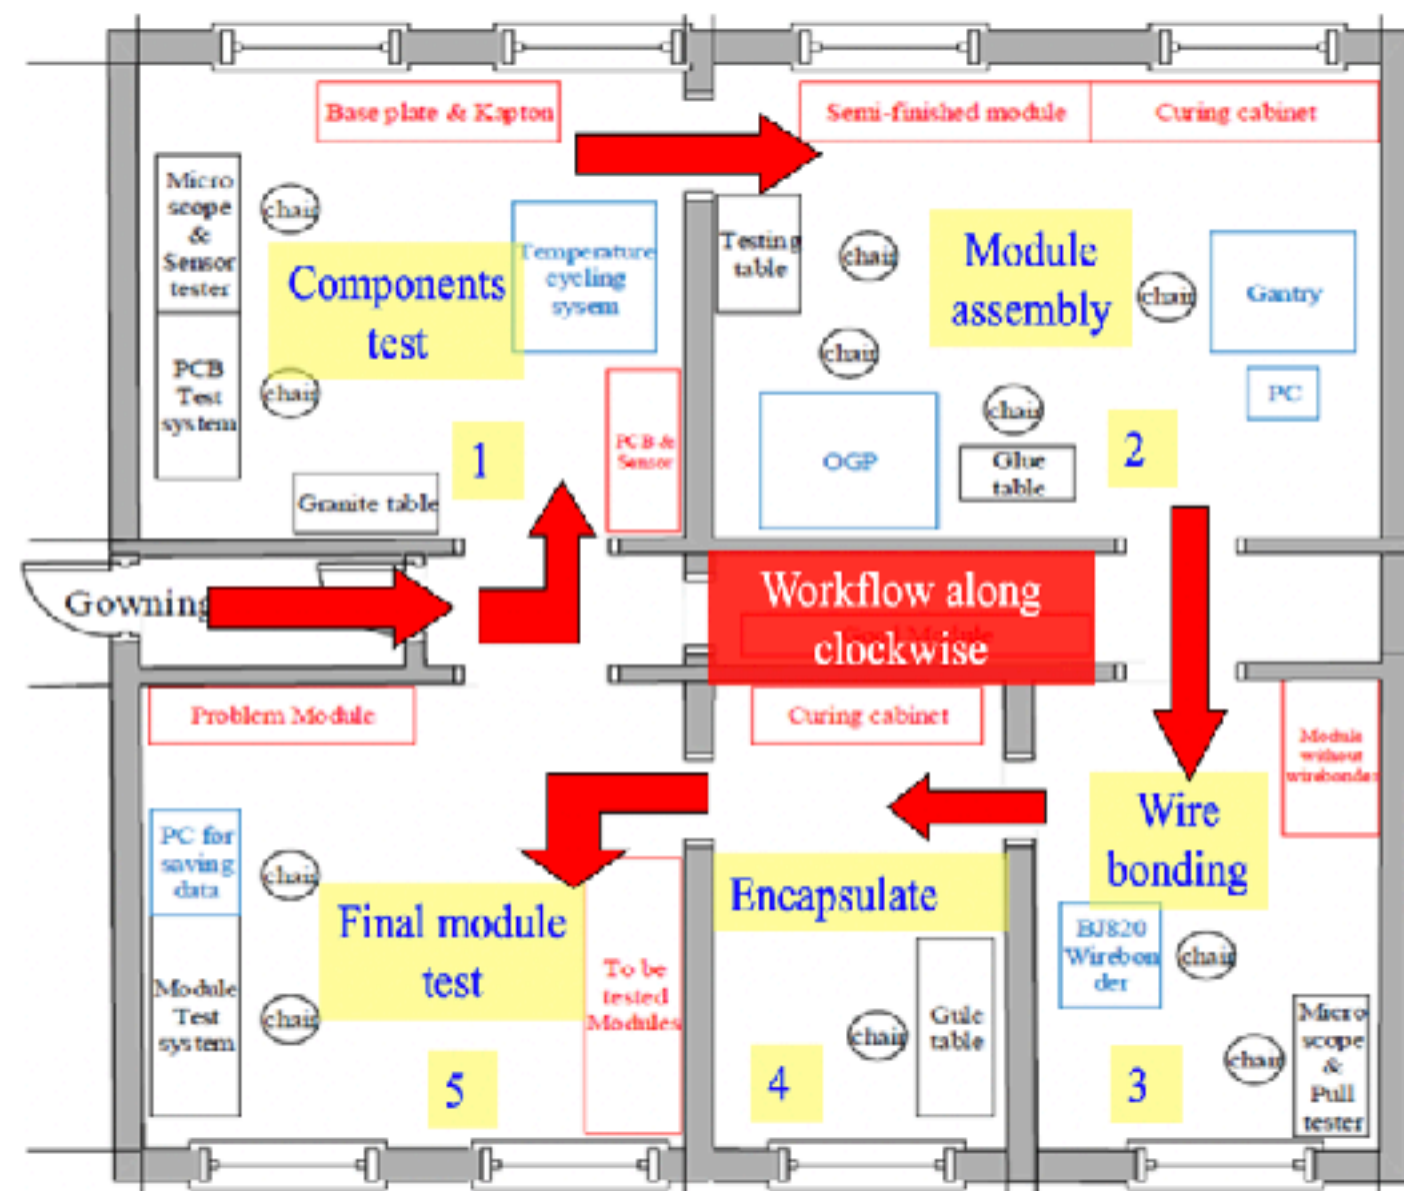 Base plate & Kapton
Semi-finished module
Curing cabinet
Micro
scope
&
Sensor
tester
chair
Components
test
Temperature
cycling
sysem
Testing
table
chair
Module
assembly
chair
Gantry
chair
PCB
Test
system
chair
PC
chair
1
PCB &
Sensor
OGP
Glue
table
2
Granite table
Gowning
Workflow along
clockwise
Good Module
Problem Module
Curing cabinet
Module
without
wirebonder
PC for
saving
data
chair
Wire
bonding
Final module
test
Encapsulate
BJ820
Wirebon
der
chair
Module
Test
system
chair
To be
tested
Modules
chair
Gule
table
chair
Micro
scope
&
Pull
tester
5
4
3